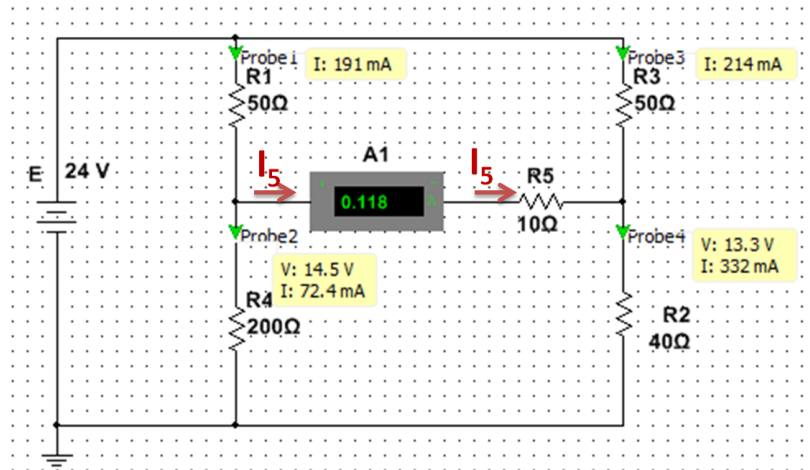 Probe1
I: 191 mA
R1
50Ω
Probe3
I: 214 mA
R3
50Ω
E 24 V
I5
A1
0.118
I5
R5
10Ω
Probe2
V: 14.5 V
I: 72.4 mA
R4
200Ω
Probe4
V: 13.3 V
I: 332 mA
R2
40Ω